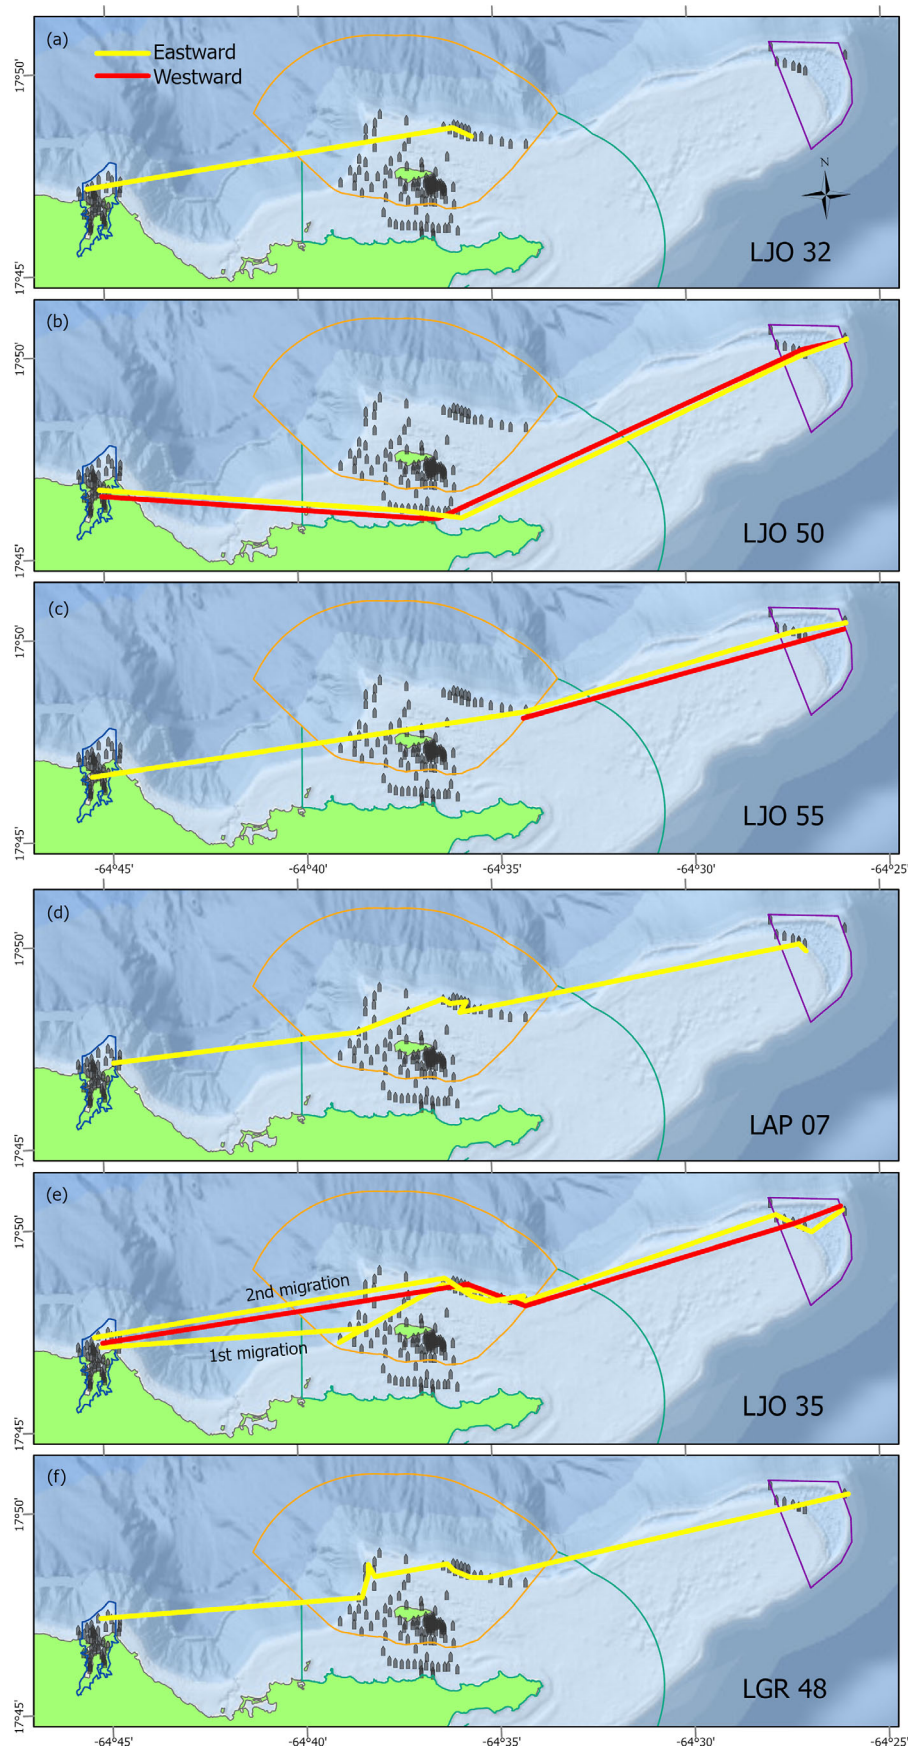 (a)
Eastward
Westward
17°50'
N
LJO 32
17°45'
(b)
17°50'
LJO 50
17°45'
(c)
17°50'
LJO 55
17°45'
-64°45' -64°40' -64°35' -64°30' -64°25'
(d)
17°50'
LAP 07
17°45'
(e)
17°50'
2nd migration
1st migration
LJO 35
17°45'
(f)
17°50'
LGR 48
17°45'
-64°45' -64°40' -64°35' -64°30' -64°25'